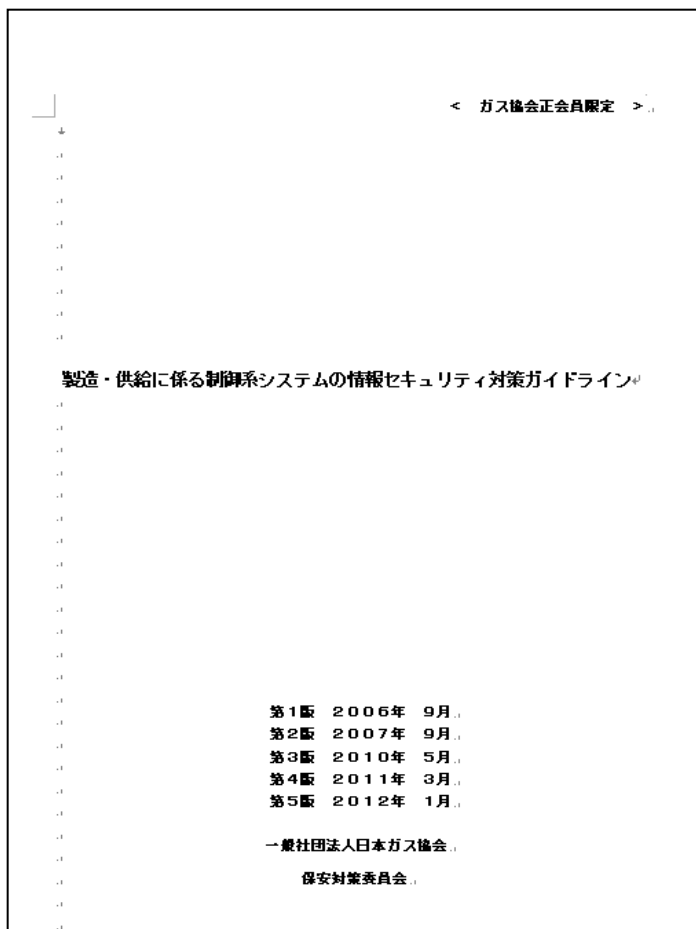 < ガス協会正会員限定 >
製造・供給に係る制御系システムの情報セキュリティ対策ガイドライン
第1版 2006年 9月
第2版 2007年 9月
第3版 2010年 5月
第4版 2011年 3月
第5版 2012年 1月
一般社団法人日本ガス協会
保安対策委員会